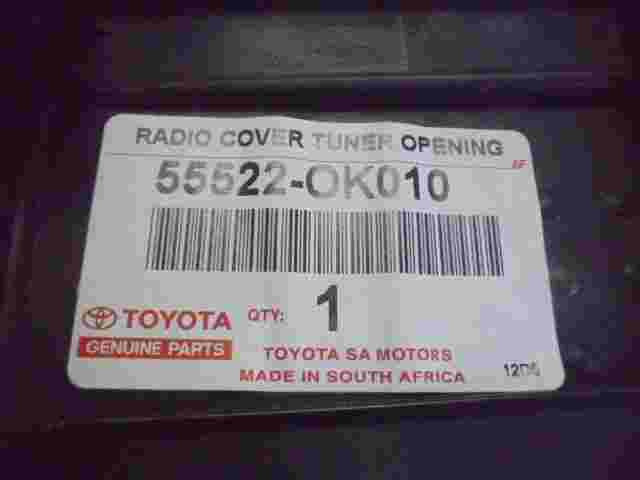 RADIO COVER TUNER OPENING
55522-OK010
TOYOTA
GENUINE PARTS
QTY: 1
TOYOTA SA MOTORS
MADE IN SOUTH AFRICA